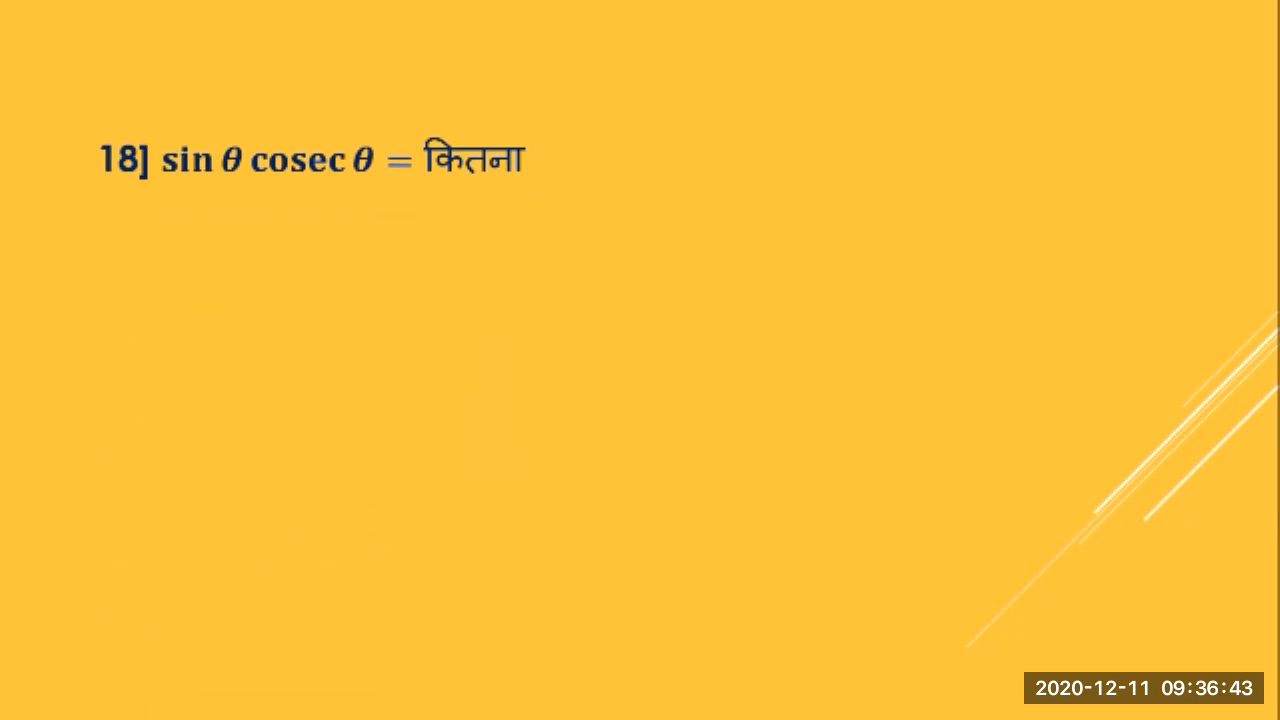 18] sin θ cosec θ = कितना
2020-12-11 09:36:43